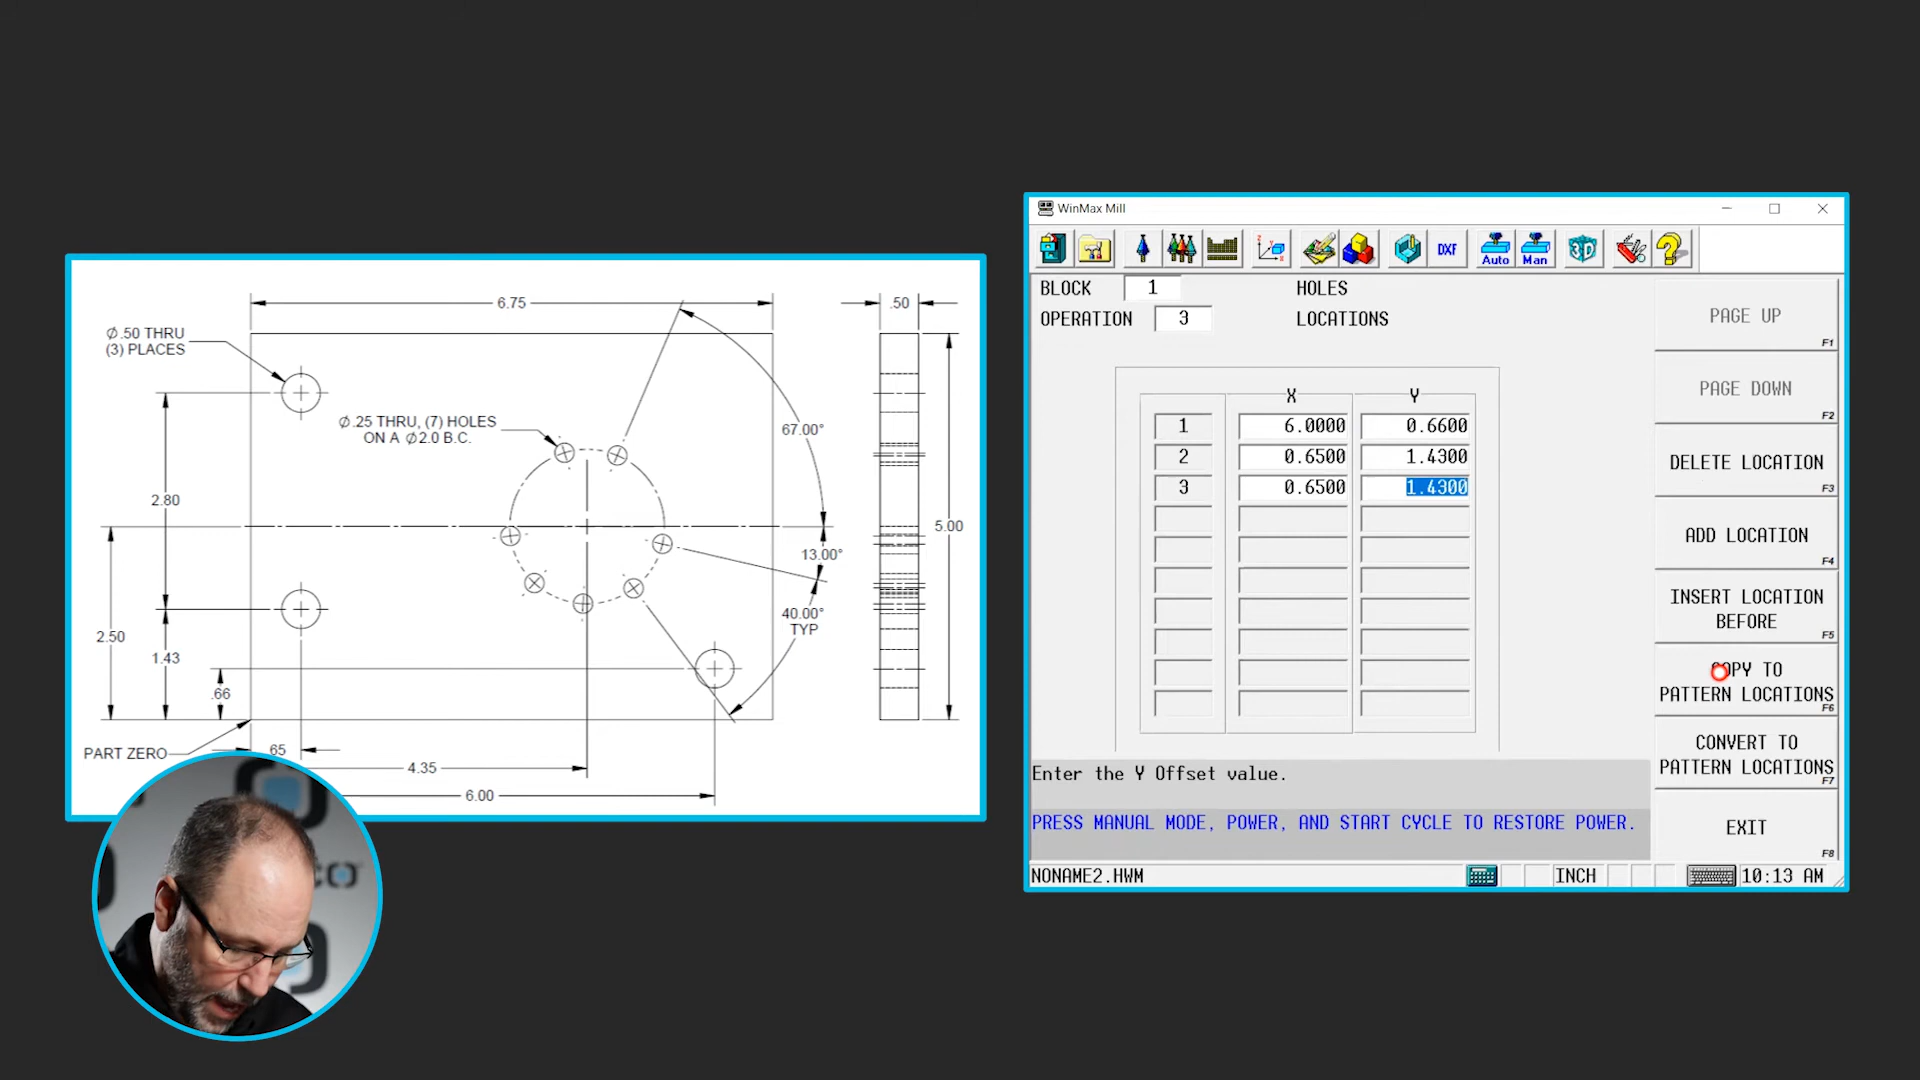 6.75
.50
Ø.50 THRU
(3) PLACES
Ø.25 THRU, (7) HOLES
ON A Ø2.0 B.C.
67.00°
2.80
5.00
13.00°
40.00°
TYP
2.50
1.43
.66
PART ZERO
65
4.35
6.00
WinMax Mill
DXF
Auto
Man
3D
BLOCK 1 HOLES
OPERATION 3 LOCATIONS
X Y
1 6.0000 0.6600
2 0.6500 1.4300
3 0.6500 1.4300
Enter the Y Offset value.
PRESS MANUAL MODE, POWER, AND START CYCLE TO RESTORE POWER.
PAGE UP
F1
PAGE DOWN
F2
DELETE LOCATION
F3
ADD LOCATION
F4
INSERT LOCATION
BEFORE
F5
COPY TO
PATTERN LOCATIONS
F6
CONVERT TO
PATTERN LOCATIONS
F7
EXIT
F8
NONAME2.HWM INCH 10:13 AM